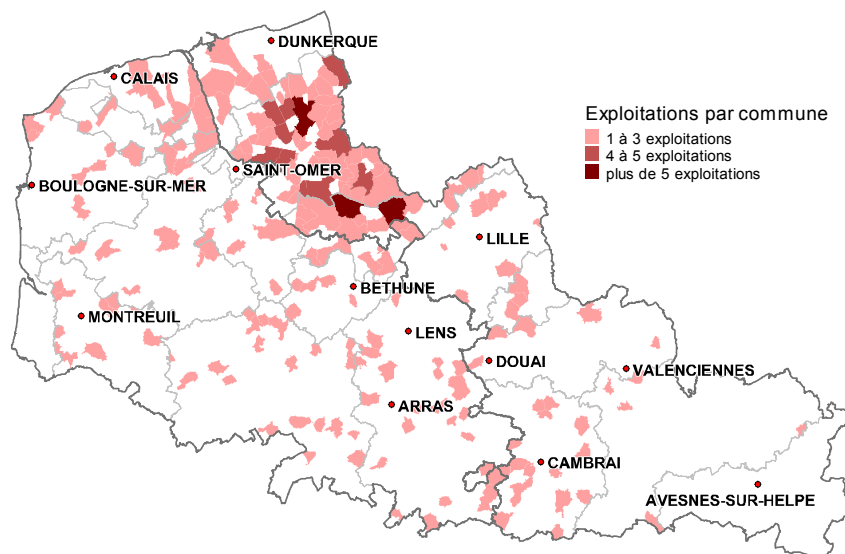 DUNKERQUE
CALAIS
Exploitations par commune
1 à 3 exploitations
4 à 5 exploitations
plus de 5 exploitations
SAINT-OMER
BOULOGNE-SUR-MER
LILLE
BETHUNE
MONTREUIL
LENS
DOUAI
VALENCIENNES
ARRAS
CAMBRAI
AVESNES-SUR-HELPE